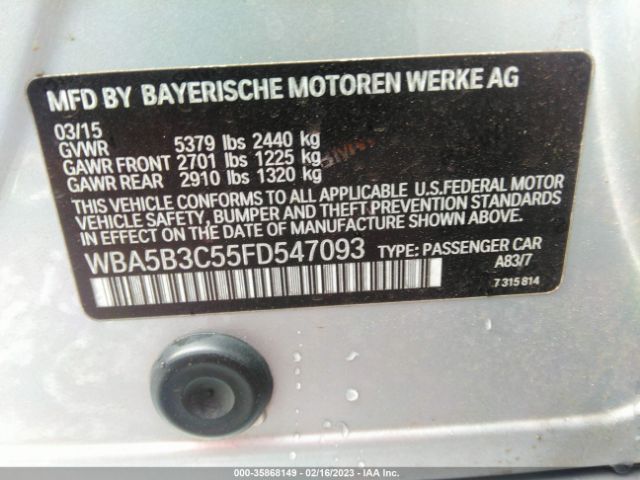 MFD BY BAYERISCHE MOTOREN WERKE AG
03/15
GVWR 5379 lbs 2440 kg
GAWR FRONT 2701 lbs 1225 kg
GAWR REAR 2910 lbs 1320 kg
THIS VEHICLE CONFORMS TO ALL APPLICABLE U.S.FEDERAL MOTOR
VEHICLE SAFETY, BUMPER AND THEFT PREVENTION STANDARDS
IN EFFECT ON THE DATE OF MANUFACTURE SHOWN ABOVE.
WBA5B3C55FD547093 TYPE: PASSENGER CAR
A83/7
7 315 814
000-35868149 - 02/16/2023 - IAA Inc.